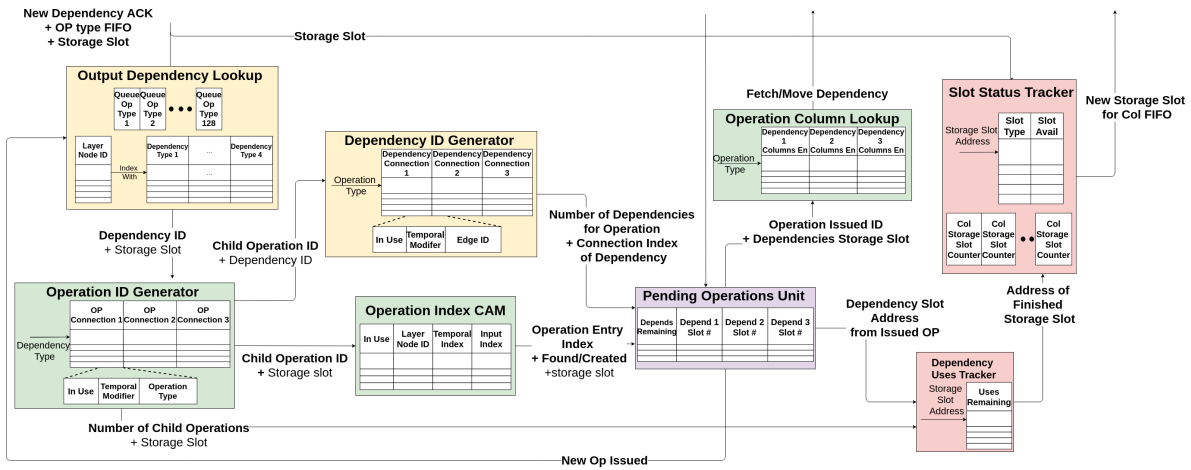 New Dependency ACK
+ OP type FIFO
+ Storage Slot
Storage Slot
Output Dependency Lookup
Queue Op Type 1
Queue Op Type 2
Queue Op Type 128
Layer Node ID
Index With
Dependency Type 1
...
Dependency Type 4
...
Dependency ID
+ Storage Slot
Operation ID Generator
Dependency Type
OP Connection 1
OP Connection 2
OP Connection 3
In Use
Temporal Modifier
Operation Type
Number of Child Operations
+ Storage Slot
Child Operation ID
+ Dependency ID
Dependency ID Generator
Operation Type
Dependency Connection 1
Dependency Connection 2
Dependency Connection 3
In Use
Temporal Modifer
Edge ID
Child Operation ID
+ Storage slot
Operation Index CAM
In Use
Layer Node ID
Temporal Index
Input Index
Number of Dependencies
for Operation
+ Connection Index
of Dependency
Operation Entry
Index
+ Found/Created
+storage slot
Pending Operations Unit
Depends Remaining
Depend 1 Slot #
Depend 2 Slot #
Depend 3 Slot #
New Op Issued
Fetch/Move Dependency
Operation Column Lookup
Operation Type
Dependency 1 Columns En
Dependency 2 Columns En
Dependency 3 Columns En
Operation Issued ID
+ Dependencies Storage Slot
Dependency Slot
Address
from Issued OP
Dependency
Uses Tracker
Storage Slot Address
Uses Remaining
Address of
Finished
Storage Slot
Slot Status Tracker
Storage Slot Address
Slot Type
Slot Avail
Col Storage Slot Counter
Col Storage Slot Counter
Col Storage Slot Counter
New Storage Slot
for Col FIFO